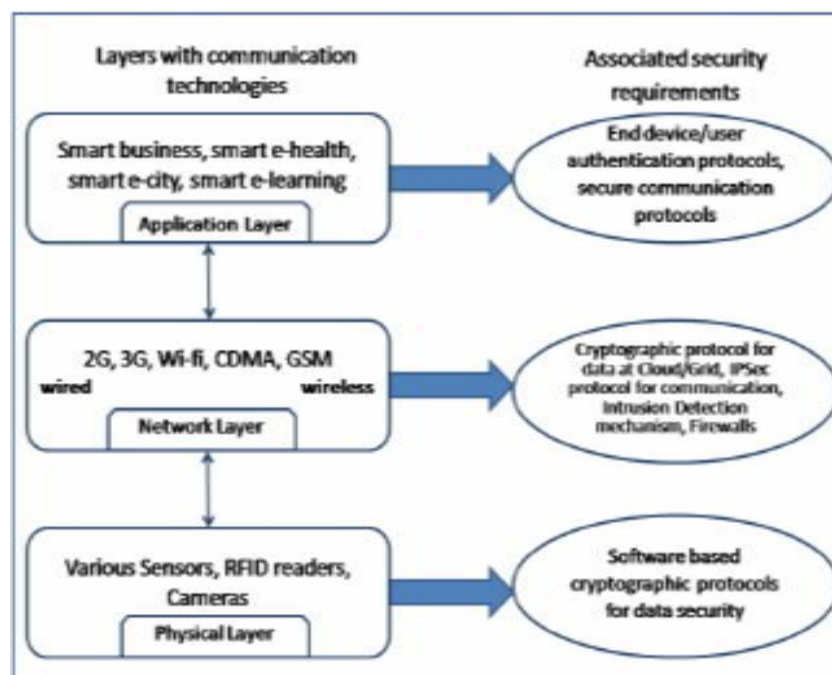 Layers with communication
technologies
Associated security
requirements
Smart business, smart e-health,
smart e-city, smart e-learning
Application Layer
End device/user
authentication protocols,
secure communication
protocols
2G, 3G, Wi-fi, CDMA, GSM
wired wireless
Network Layer
Cryptographic protocol for
data at Cloud/Grid, IPSec
protocol for communication,
Intrusion Detection
mechanism, Firewalls
Various Sensors, RFID readers,
Cameras
Physical Layer
Software based
cryptographic protocols
for data security